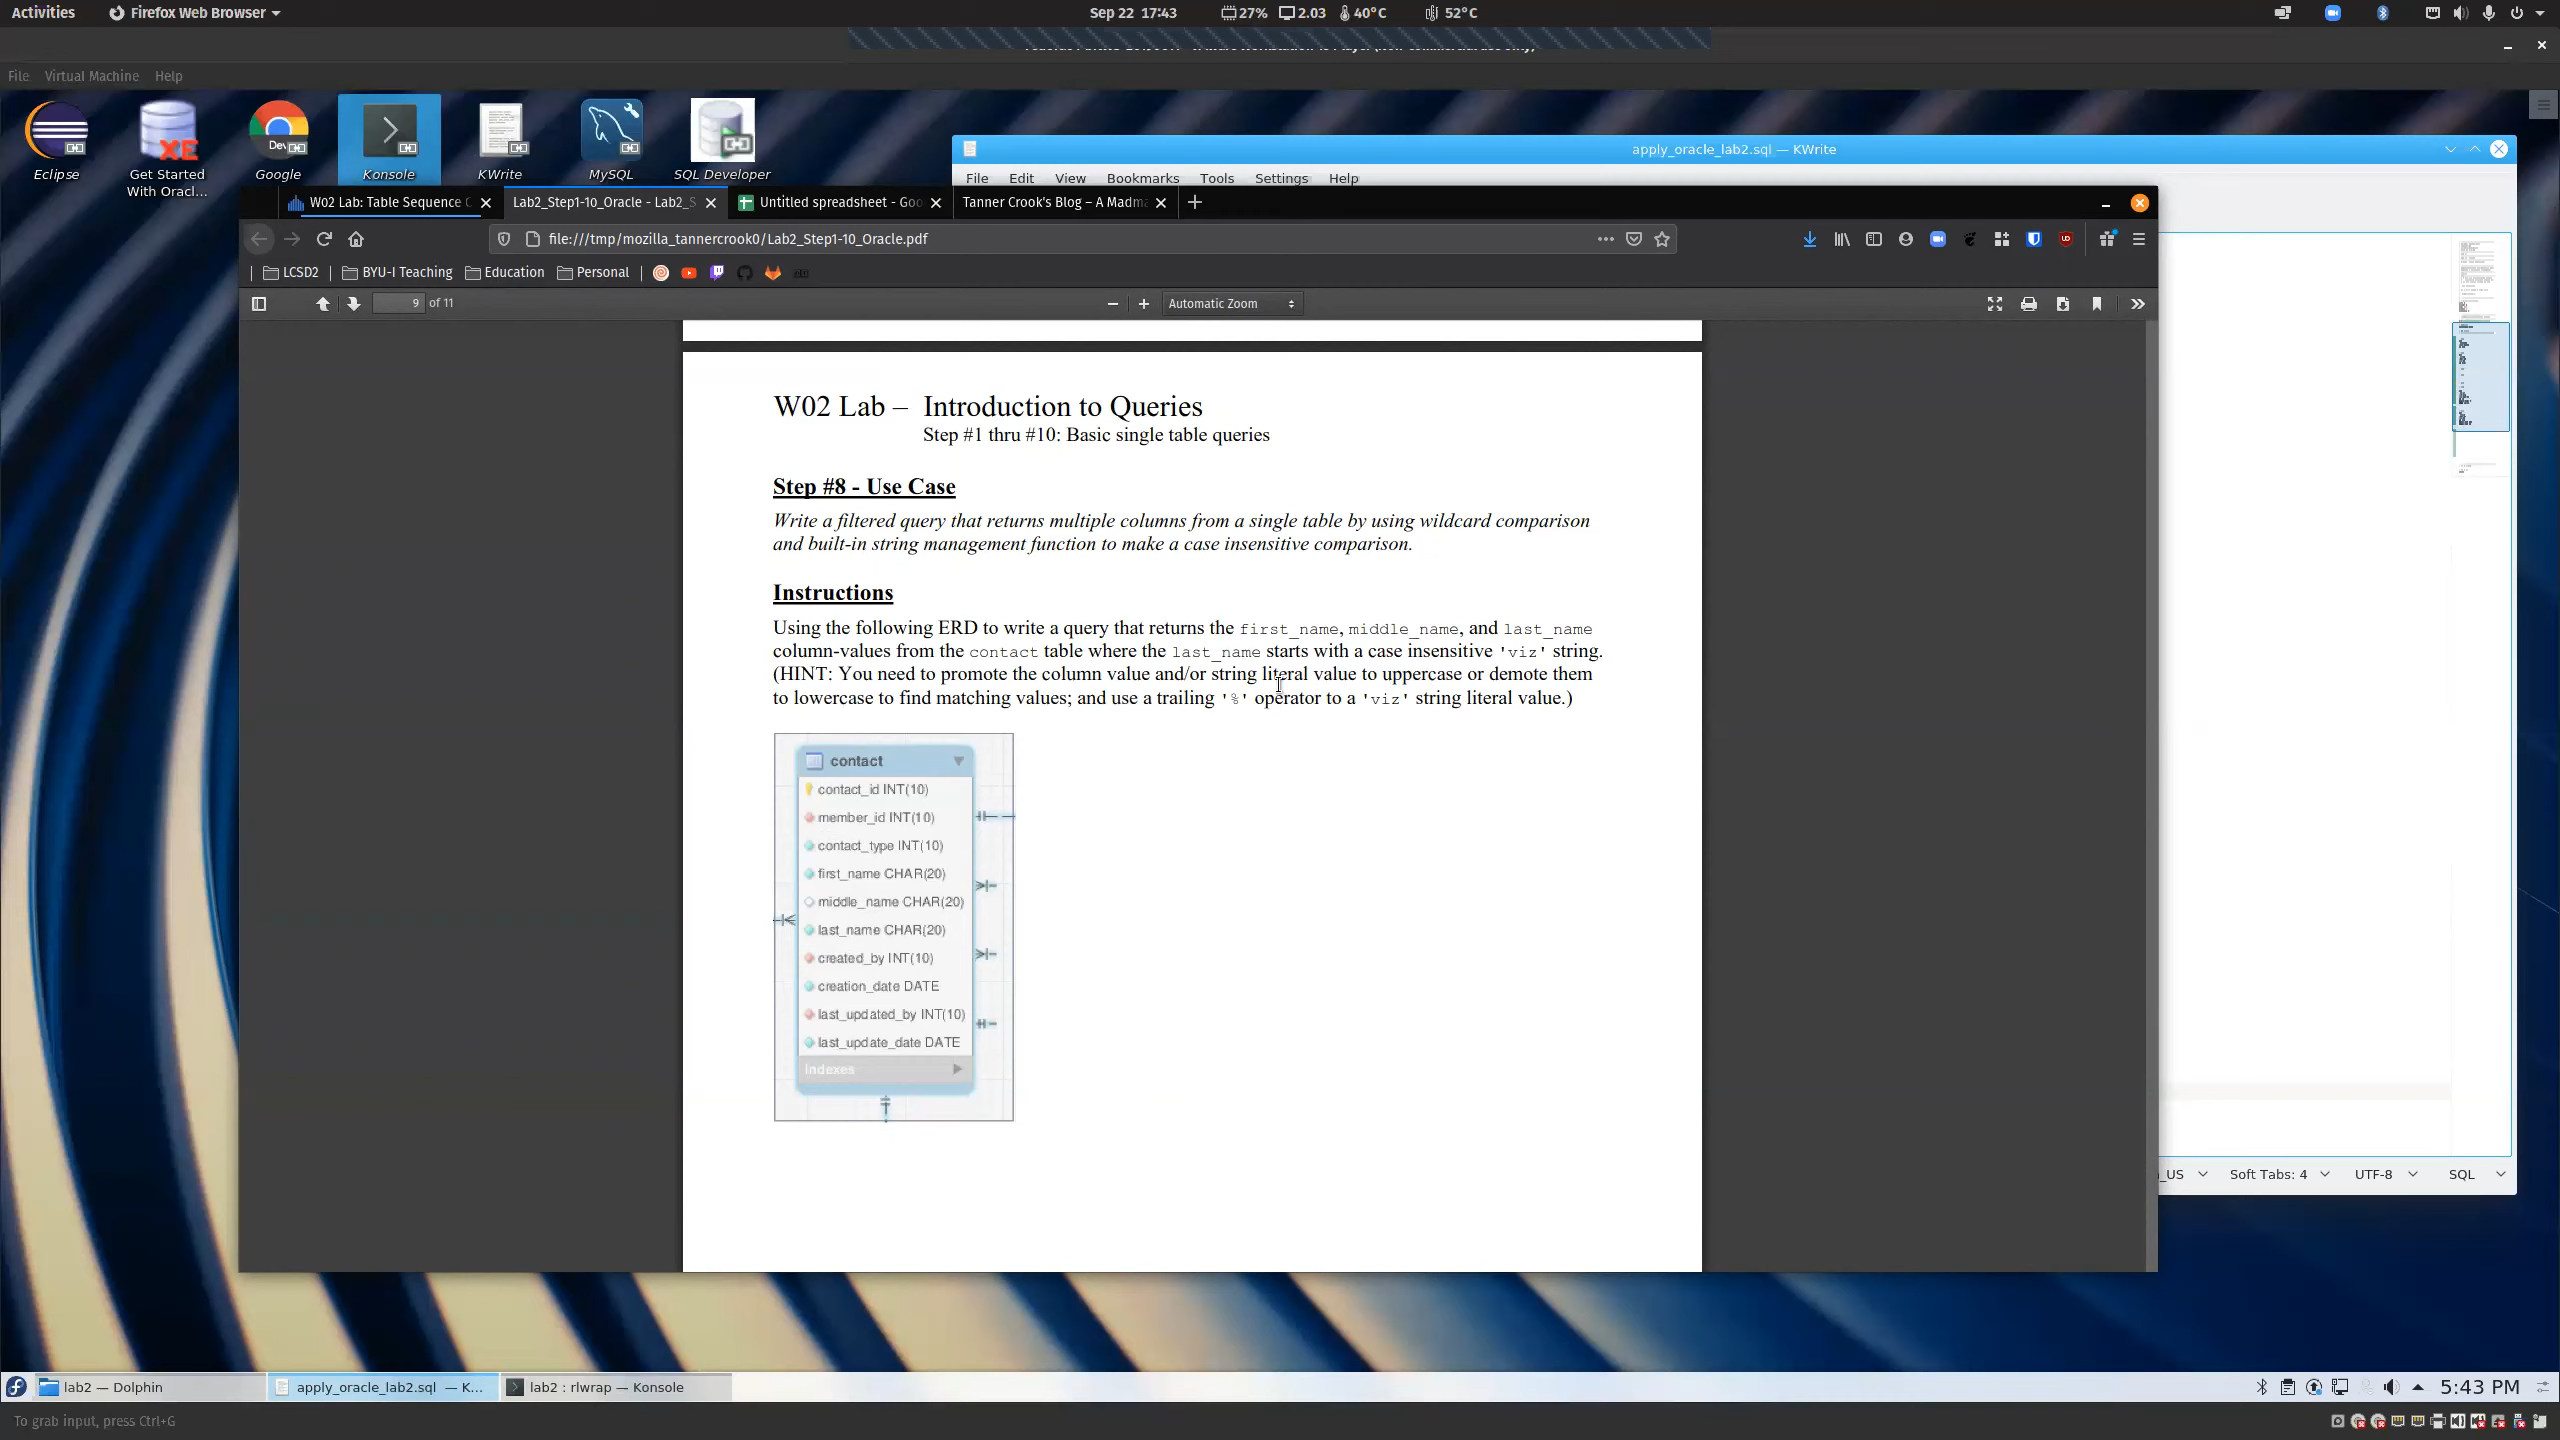 Activities
Firefox Web Browser
Sep 22 17:43
27%
2.03
40°C
52°C
File
Virtual Machine
Help
Eclipse
XE
Get Started
With Oracl...
Dev
Google
Konsole
KWrite
MySQL
SQL Developer
apply_oracle_lab2.sql — KWrite
File
Edit
View
Bookmarks
Tools
Settings
Help
W02 Lab: Table Sequence
Lab2_Step1-10_Oracle - Lab2_S
Untitled spreadsheet - Goo
Tanner Crook's Blog – A Madma
file:///tmp/mozilla_tannercrook0/Lab2_Step1-10_Oracle.pdf
LCSD2
BYU-I Teaching
Education
Personal
9
of 11
Automatic Zoom
W02 Lab – Introduction to Queries
Step #1 thru #10: Basic single table queries
Step #8 - Use Case
Write a filtered query that returns multiple columns from a single table by using wildcard comparison
and built-in string management function to make a case insensitive comparison.
Instructions
Using the following ERD to write a query that returns the first_name, middle_name, and last_name
column-values from the contact table where the last_name starts with a case insensitive 'viz' string.
(HINT: You need to promote the column value and/or string literal value to uppercase or demote them
to lowercase to find matching values; and use a trailing '%' operator to a 'viz' string literal value.)
contact
contact_id INT(10)
member_id INT(10)
contact_type INT(10)
first_name CHAR(20)
middle_name CHAR(20)
last_name CHAR(20)
created_by INT(10)
creation_date DATE
last_updated_by INT(10)
last_update_date DATE
Indexes
_US
Soft Tabs: 4
UTF-8
SQL
lab2 — Dolphin
apply_oracle_lab2.sql — K...
lab2 : rlwrap — Konsole
5:43 PM
To grab input, press Ctrl+G